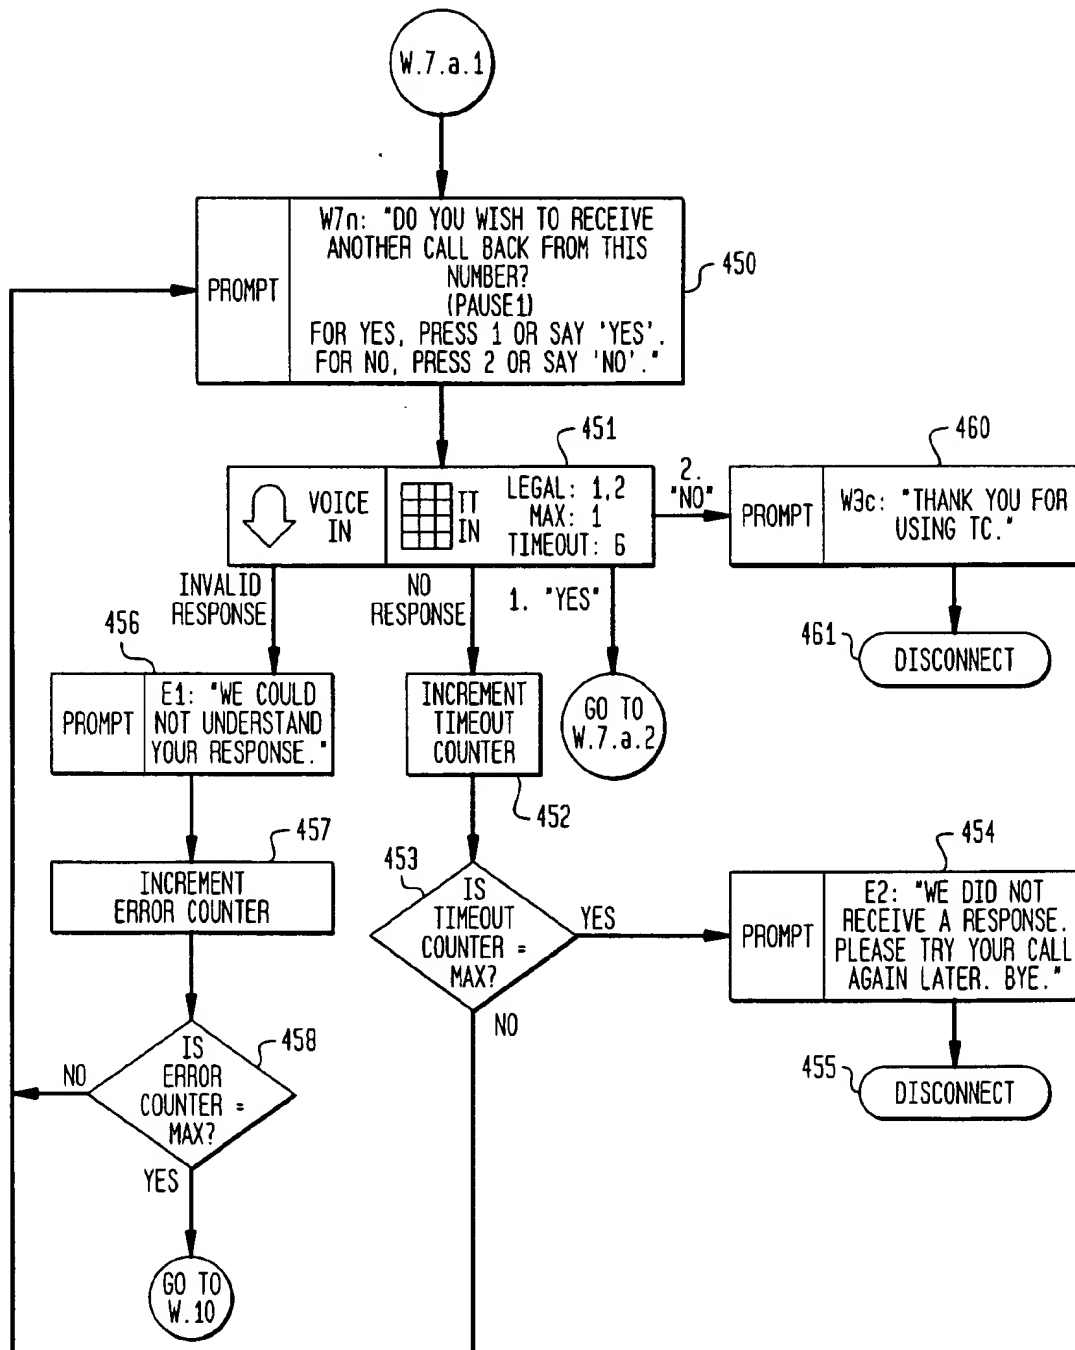 W.7.a.1
PROMPT
W7n: "DO YOU WISH TO RECEIVE
ANOTHER CALL BACK FROM THIS
NUMBER?
(PAUSE1)
FOR YES, PRESS 1 OR SAY 'YES'.
FOR NO, PRESS 2 OR SAY 'NO'."
450
451
VOICE
IN
TT
IN
LEGAL: 1,2
MAX: 1
TIMEOUT: 6
2.
"NO"
460
PROMPT
W3c: "THANK YOU FOR
USING TC."
461
DISCONNECT
INVALID
RESPONSE
NO
RESPONSE
1. "YES"
GO TO
W.7.a.2
456
PROMPT
E1: "WE COULD
NOT UNDERSTAND
YOUR RESPONSE."
INCREMENT
TIMEOUT
COUNTER
452
457
INCREMENT
ERROR COUNTER
453
IS
TIMEOUT
COUNTER =
MAX?
YES
NO
454
PROMPT
E2: "WE DID NOT
RECEIVE A RESPONSE.
PLEASE TRY YOUR CALL
AGAIN LATER. BYE."
455
DISCONNECT
458
IS
ERROR
COUNTER =
MAX?
NO
YES
GO TO
W.10